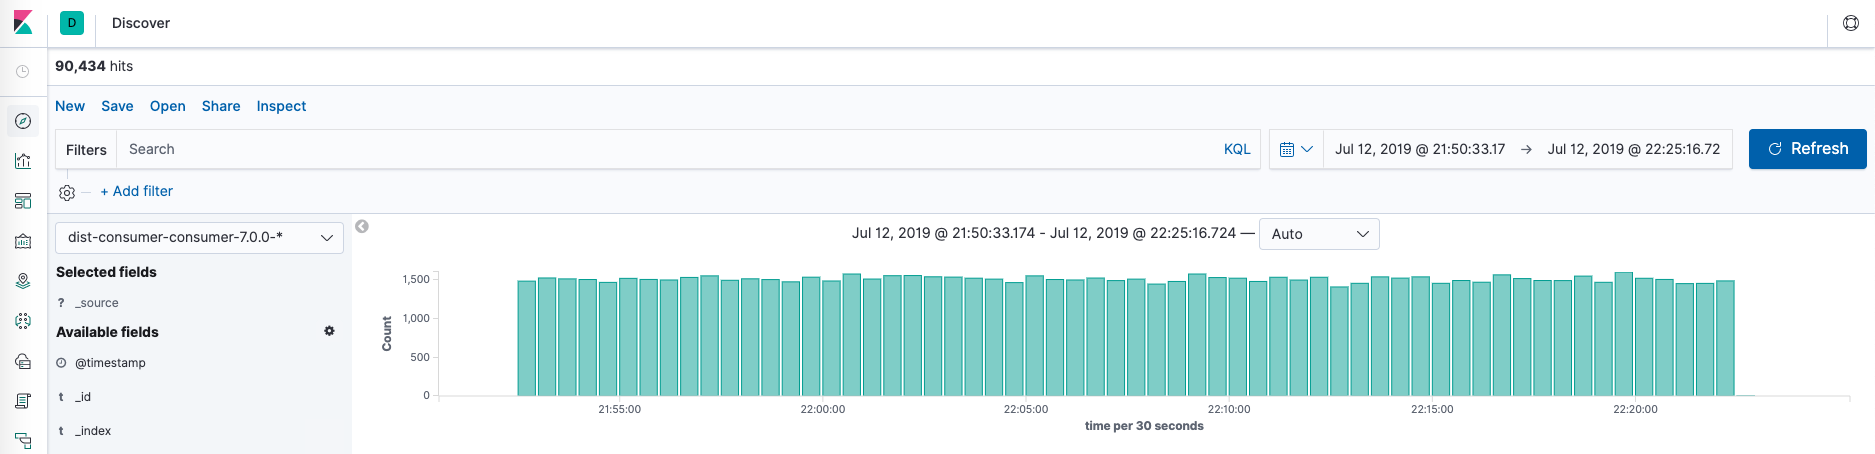 D Discover
90,434 hits
New Save Open Share Inspect
Filters Search KQL Jul 12, 2019 @ 21:50:33.17 → Jul 12, 2019 @ 22:25:16.72 Refresh
+ Add filter
dist-consumer-consumer-7.0.0-*
Jul 12, 2019 @ 21:50:33.174 - Jul 12, 2019 @ 22:25:16.724 — Auto
Selected fields
? _source
Available fields
@timestamp
t _id
t _index
Count
1,500
1,000
500
0
21:55:00 22:00:00 22:05:00 22:10:00 22:15:00 22:20:00
time per 30 seconds